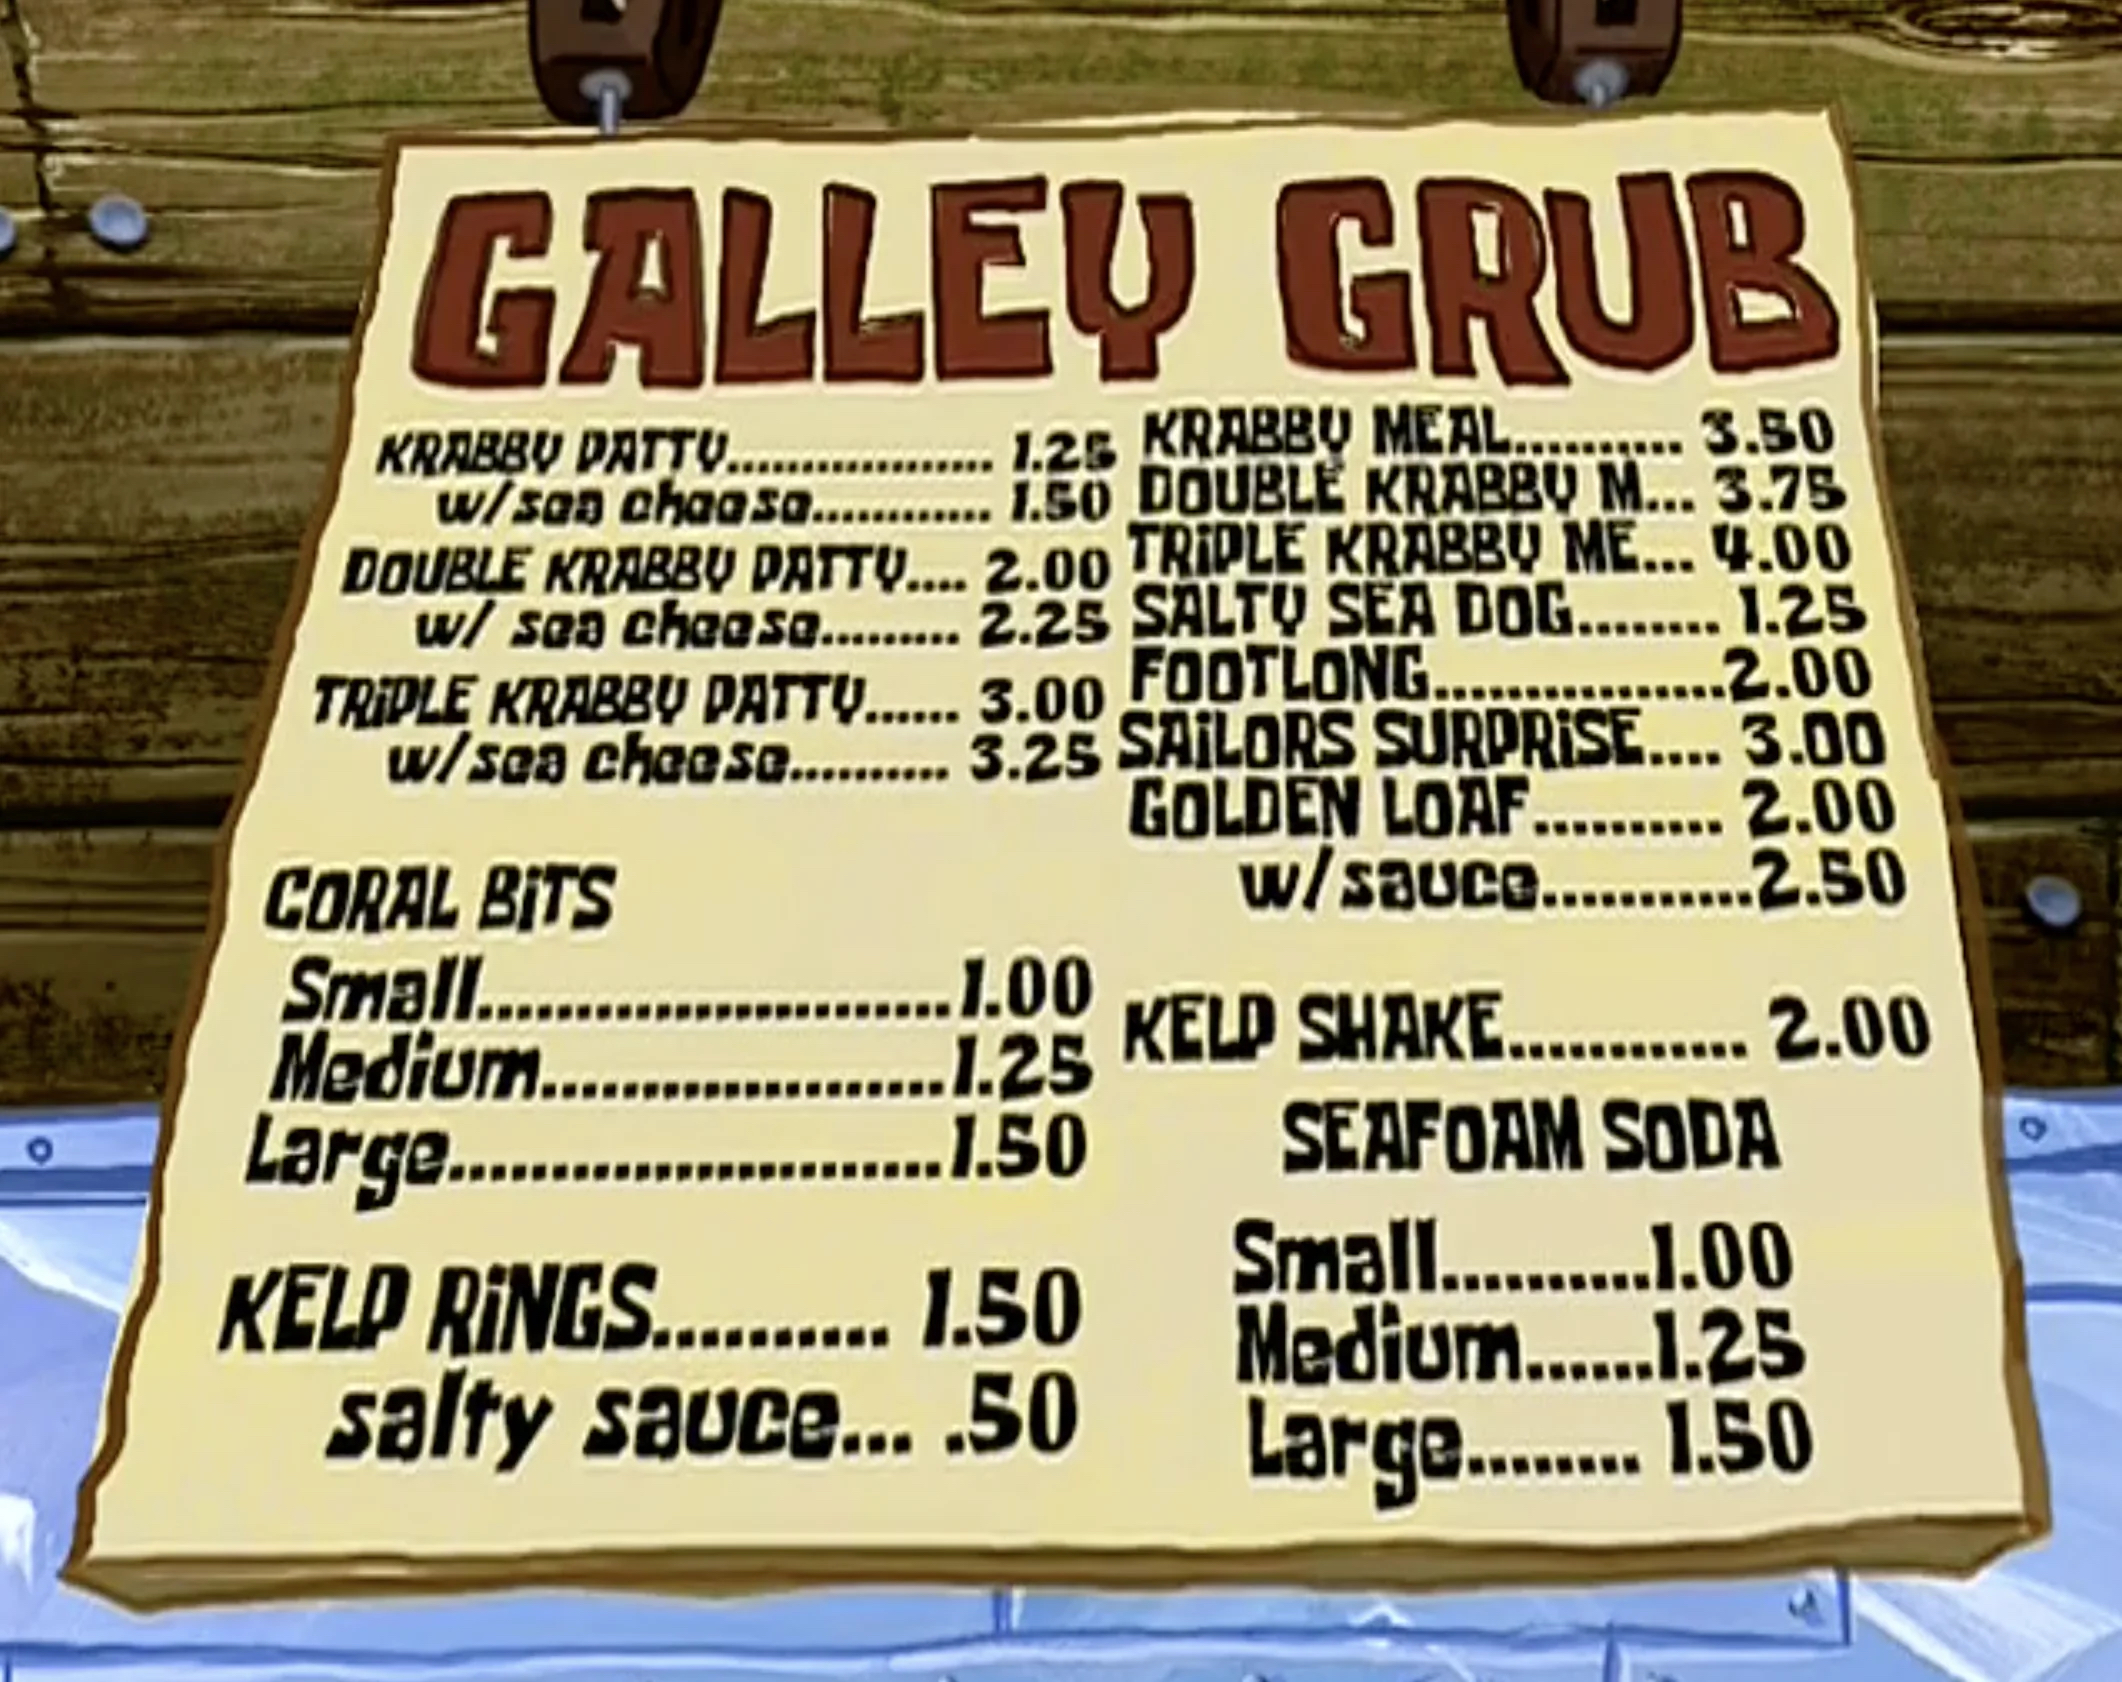 GALLEY GRUB
KRABBY PATTY.................. 1.25
w/sea cheese............ 1.50
DOUBLE KRABBY PATTY.... 2.00
w/ sea cheese......... 2.25
TRiPLE KRABBY PATTY...... 3.00
w/sea cheese.......... 3.25
CORAL BiTS
Small........................1.00
Medium....................1.25
Large.........................1.50
KELP RiNGS.......... 1.50
salty sauce... .50
KRABBY MEAL.......... 3.50
DOUBLE KRABBY M... 3.75
TRiPLE KRABBY ME... 4.00
SALTY SEA DOG........ 1.25
FOOTLONG.................2.00
SAiLORS SURPRiSE.... 3.00
GOLDEN LOAF.......... 2.00
w/sauce...........2.50
KELP SHAKE............ 2.00
SEAFOAM SODA
Small..........1.00
Medium......1.25
Large........ 1.50